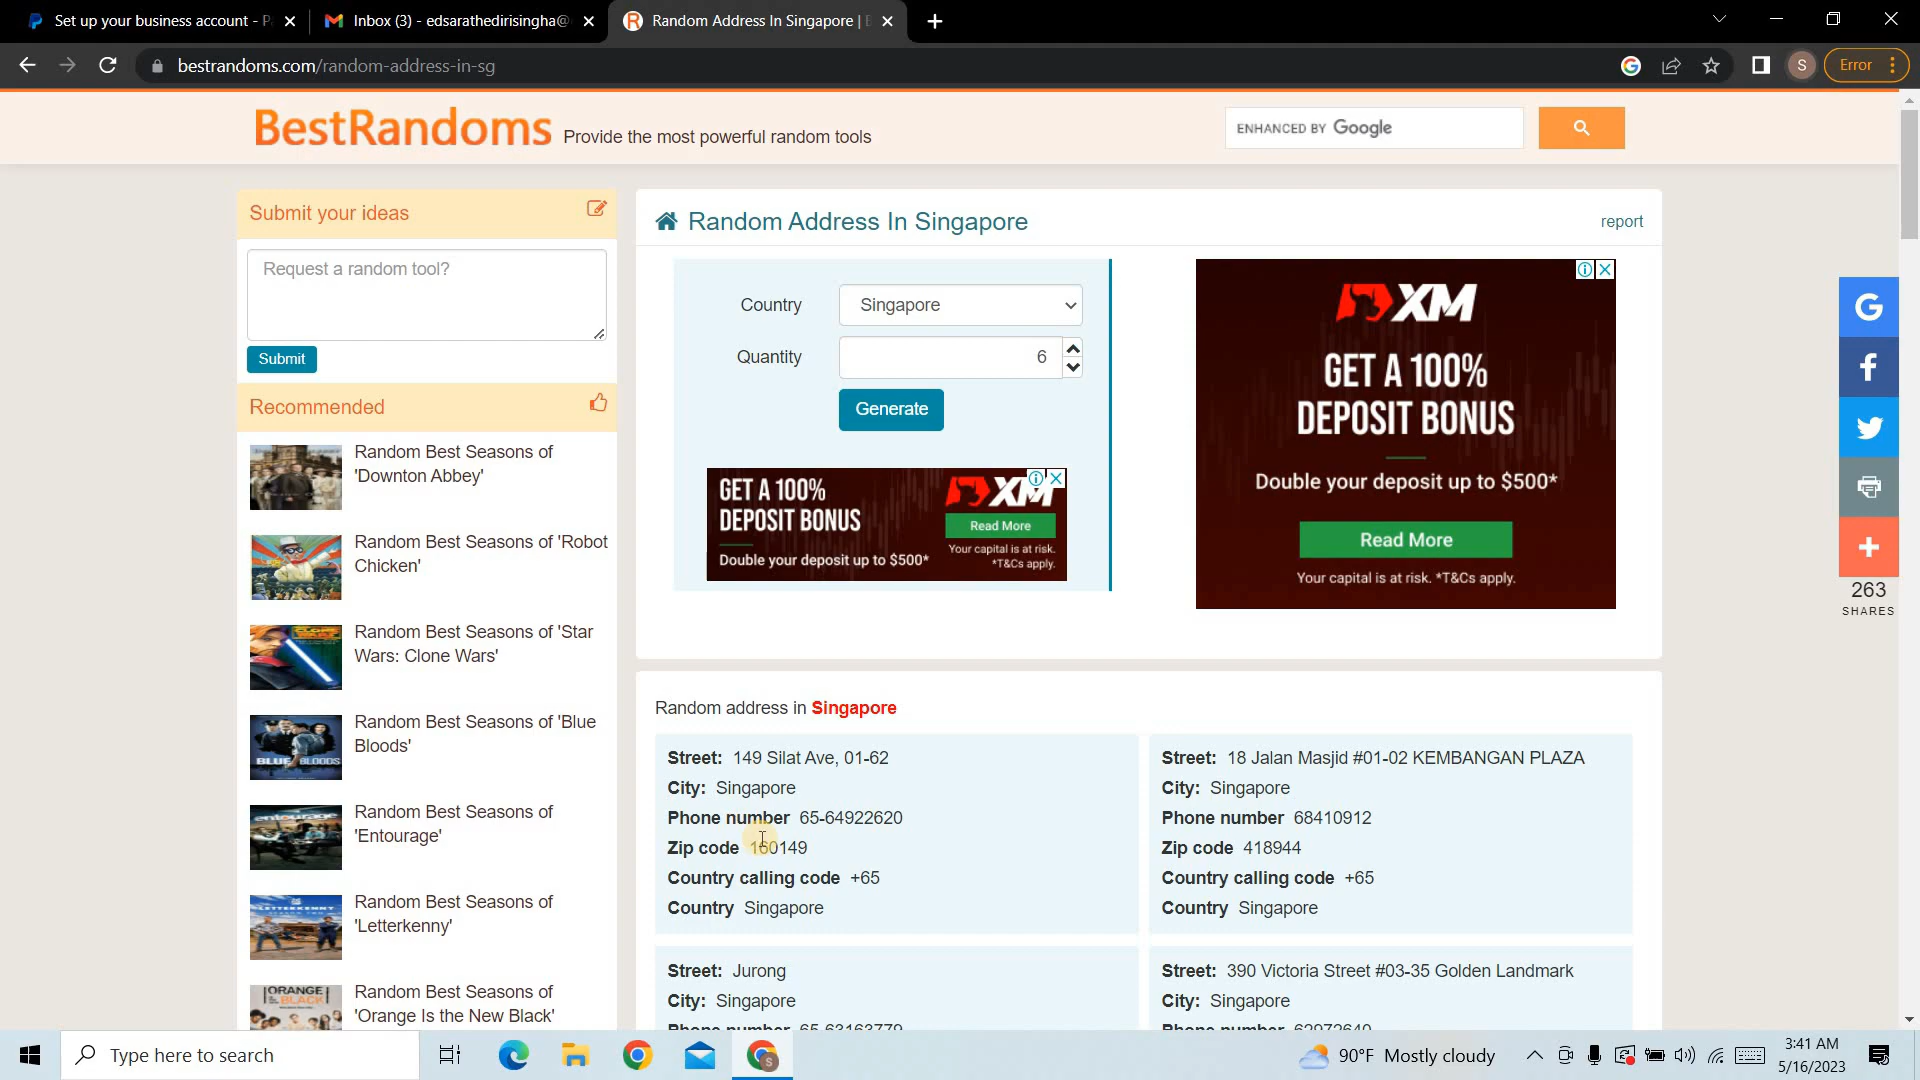 Set up your business account - P
Inbox (3) - edsarathedirisingha@
Random Address In Singapore |
bestrandoms.com/random-address-in-sg
S
Error
BestRandoms
Provide the most powerful random tools
ENHANCED BY Google
Submit your ideas
Request a random tool?
Submit
Recommended
Random Best Seasons of
'Downton Abbey'
Random Best Seasons of 'Robot
Chicken'
Random Best Seasons of 'Star
Wars: Clone Wars'
Random Best Seasons of 'Blue
Bloods'
Random Best Seasons of
'Entourage'
Random Best Seasons of
'Letterkenny'
Random Best Seasons of
'Orange Is the New Black'
Random Address In Singapore
report
Country
Singapore
Quantity
6
Generate
GET A 100%
DEPOSIT BONUS
Double your deposit up to $500*
XM
Read More
Your capital is at risk.
*T&Cs apply.
XM
GET A 100%
DEPOSIT BONUS
Double your deposit up to $500*
Read More
Your capital is at risk. *T&Cs apply.
263
SHARES
Random address in Singapore
Street: 149 Silat Ave, 01-62
City: Singapore
Phone number 65-64922620
Zip code 160149
Country calling code +65
Country Singapore
Street: 18 Jalan Masjid #01-02 KEMBANGAN PLAZA
City: Singapore
Phone number 68410912
Zip code 418944
Country calling code +65
Country Singapore
Street: Jurong
City: Singapore
Phone number 65-63163779
Street: 390 Victoria Street #03-35 Golden Landmark
City: Singapore
Phone number 62972640
Type here to search
90°F Mostly cloudy
3:41 AM
5/16/2023